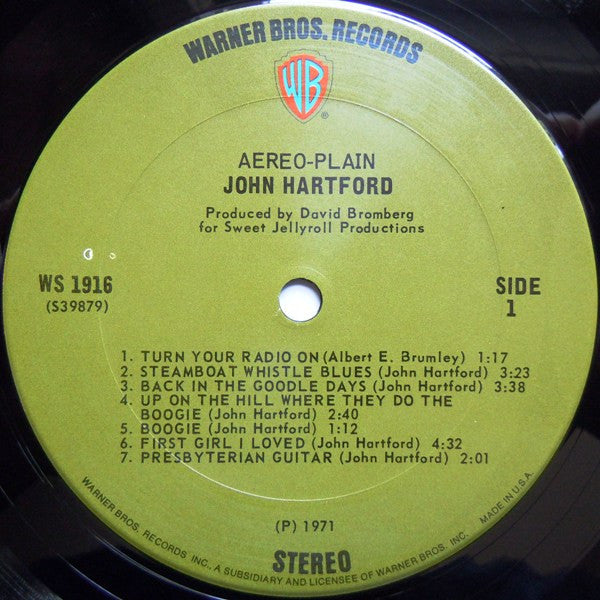 WARNER BROS. RECORDS
WB
®
AEREO-PLAIN
JOHN HARTFORD
Produced by David Bromberg
for Sweet Jellyroll Productions
WS 1916
(S39879)
SIDE
1
1. TURN YOUR RADIO ON (Albert E. Brumley) 1:17
2. STEAMBOAT WHISTLE BLUES (John Hartford) 3:23
3. BACK IN THE GOODLE DAYS (John Hartford) 3:38
4. UP ON THE HILL WHERE THEY DO THE
BOOGIE (John Hartford) 2:40
5. BOOGIE (John Hartford) 1:12
6. FIRST GIRL I LOVED (John Hartford) 4:32
7. PRESBYTERIAN GUITAR (John Hartford) 2:01
(P) 1971
STEREO
WARNER BROS. RECORDS INC., A SUBSIDIARY AND LICENSEE OF WARNER BROS. INC. MADE IN U.S.A.